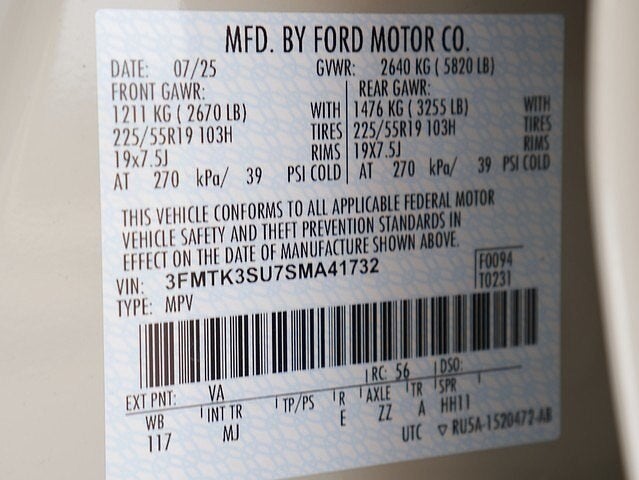 MFD. BY FORD MOTOR CO.
DATE: 07/25 GVWR: 2640 KG ( 5820 LB)
FRONT GAWR: REAR GAWR:
1211 KG ( 2670 LB) WITH 1476 KG ( 3255 LB) WITH
225/55R19 103H TIRES 225/55R19 103H TIRES
19x7.5J RIMS 19X7.5J RIMS
AT 270 kPa/ 39 PSI COLD AT 270 kPa/ 39 PSI COLD
THIS VEHICLE CONFORMS TO ALL APPLICABLE FEDERAL MOTOR
VEHICLE SAFETY AND THEFT PREVENTION STANDARDS IN
EFFECT ON THE DATE OF MANUFACTURE SHOWN ABOVE.
VIN: 3FMTK3SU7SMA41732 F0094
TYPE: MPV T0231
EXT PNT: VA RC: 56 DSO:
WB INT TR TP/PS R AXLE TR SPR
117 MJ E ZZ A HH11
UTC ▽ RU5A-1520472-AB